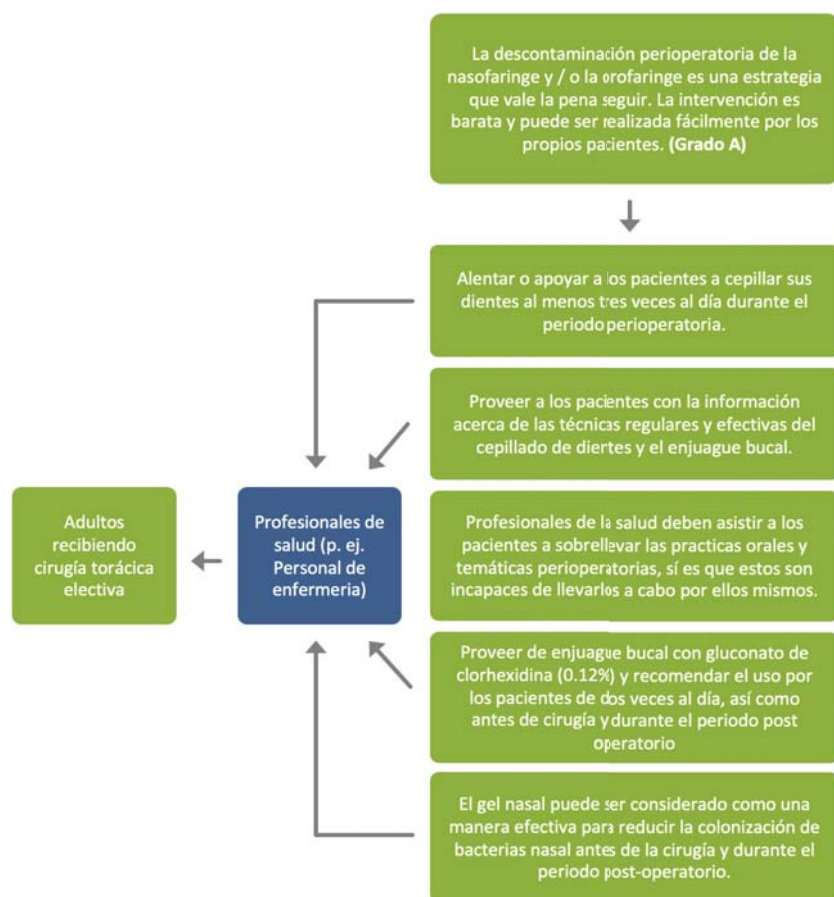 La descontaminación perioperatoria de la
nasofaringe y / o la orofaringe es una estrategia
que vale la pena seguir. La intervención es
barata y puede ser realizada fácilmente por los
propios pacientes. (Grado A)
Alentar o apoyar a los pacientes a cepillar sus
dientes al menos tres veces al día durante el
periodo perioperatoria.
Proveer a los pacientes con la información
acerca de las técnicas regulares y efectivas del
cepillado de diertes y el enjuague bucal.
Adultos
recibiendo
cirugía torácica
electiva
Profesionales de
salud (p. ej.
Personal de
enfermeria)
Profesionales de la salud deben asistir a los
pacientes a sobrellevar las practicas orales y
temáticas perioperatorias, sí es que estos son
incapaces de llevarlos a cabo por ellos mismos.
Proveer de enjuague bucal con gluconato de
clorhexidina (0.12%) y recomendar el uso por
los pacientes de dos veces al día, así como
antes de cirugía y durante el periodo post
operatorio
El gel nasal puede ser considerado como una
manera efectiva para reducir la colonización de
bacterias nasal antes de la cirugía y durante el
periodo post-operatorio.